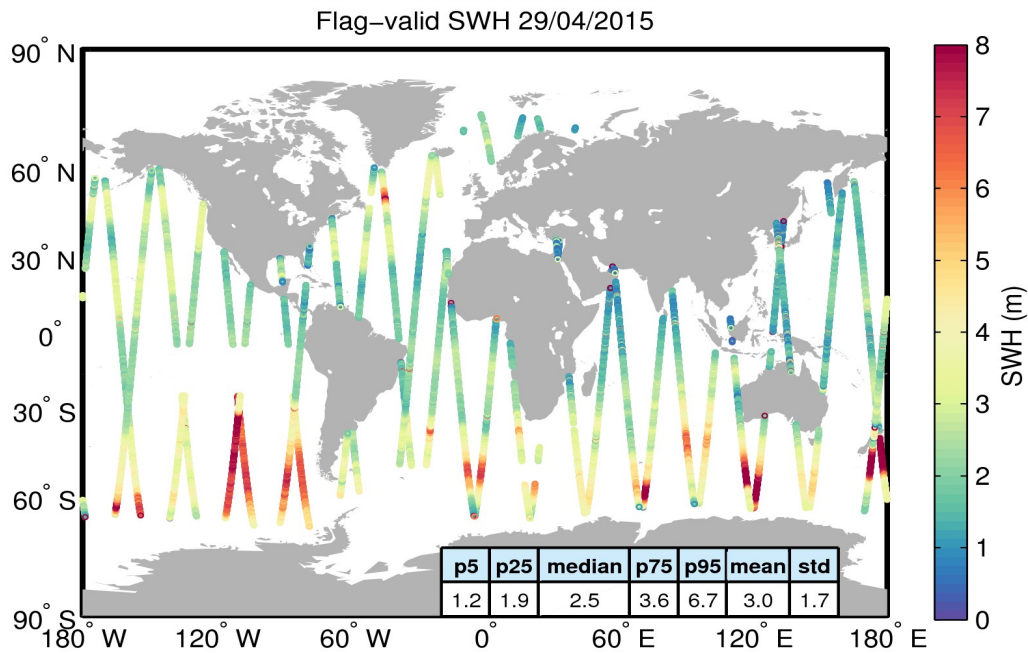 Flag−valid SWH 29/04/2015
90° N
60° N
30° N
0°
30° S
60° S
90° S
180° W
120° W
60° W
0°
60° E
120° E
180° E
p5 p25 median p75 p95 mean std
1.2 1.9 2.5 3.6 6.7 3.0 1.7
8
7
6
5
4
3
2
1
0
SWH (m)